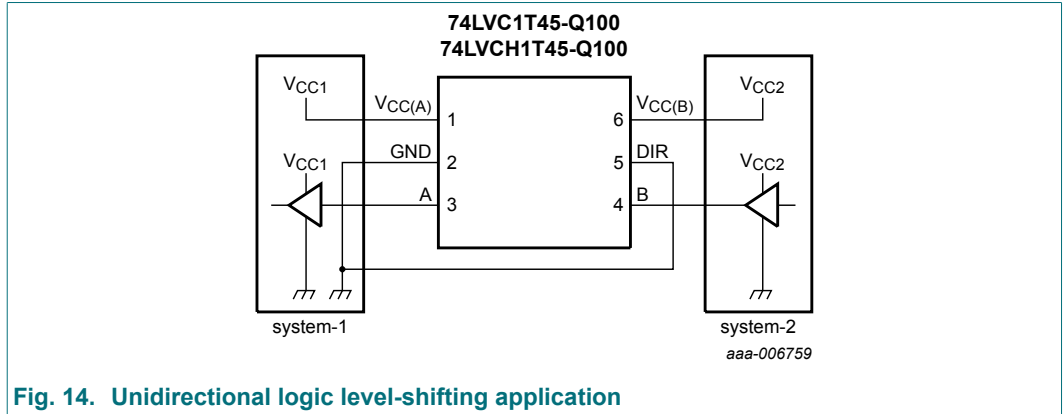 74LVC1T45-Q100
74LVCH1T45-Q100
VCC1
VCC(A)
1
6
VCC(B)
VCC2
GND
2
5
DIR
VCC1
VCC2
A
3
4
B
system-1
system-2
aaa-006759
Fig. 14. Unidirectional logic level-shifting application